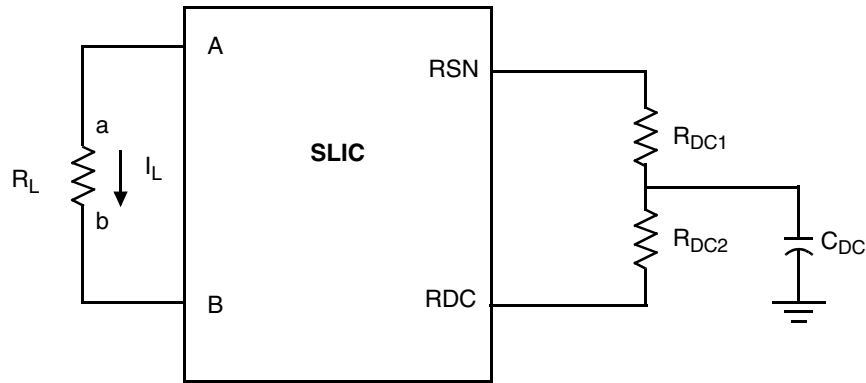 A
RSN
a
SLIC
R_DC1
R_L
I_L
b
R_DC2
C_DC
B
RDC